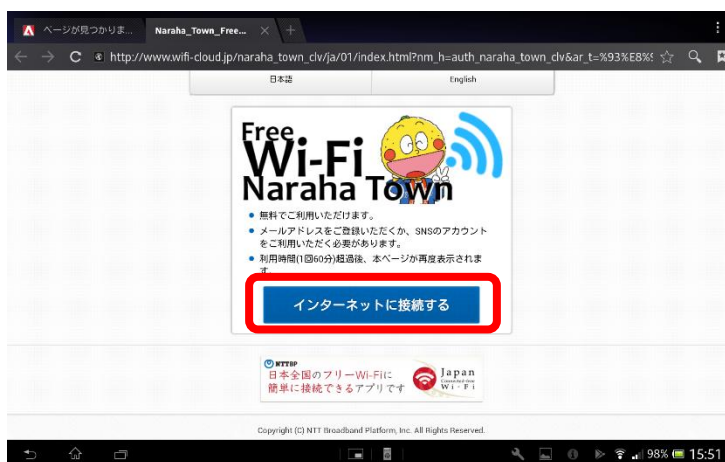 ページが見つかりま...
Naraha_Town_Free...
http://www.wifi-cloud.jp/naraha_town_clv/ja/01/index.html?nm_h=auth_naraha_town_clv&ar_t=%93%E8%
日本語
English
Free
Wi-Fi
Naraha Town
無料でご利用いただけます。
メールアドレスをご登録いただくか、SNSのアカウント
をご利用いただく必要があります。
利用時間(1回60分)超過後、本ページが再度表示されま
す。
インターネットに接続する
NTTBP
日本全国のフリーWi-Fiに
簡単に接続できるアプリです
Japan
Connected-free
Wi-Fi
Copyright (C) NTT Broadband Platform, Inc. All Rights Reserved.
98%
15:51